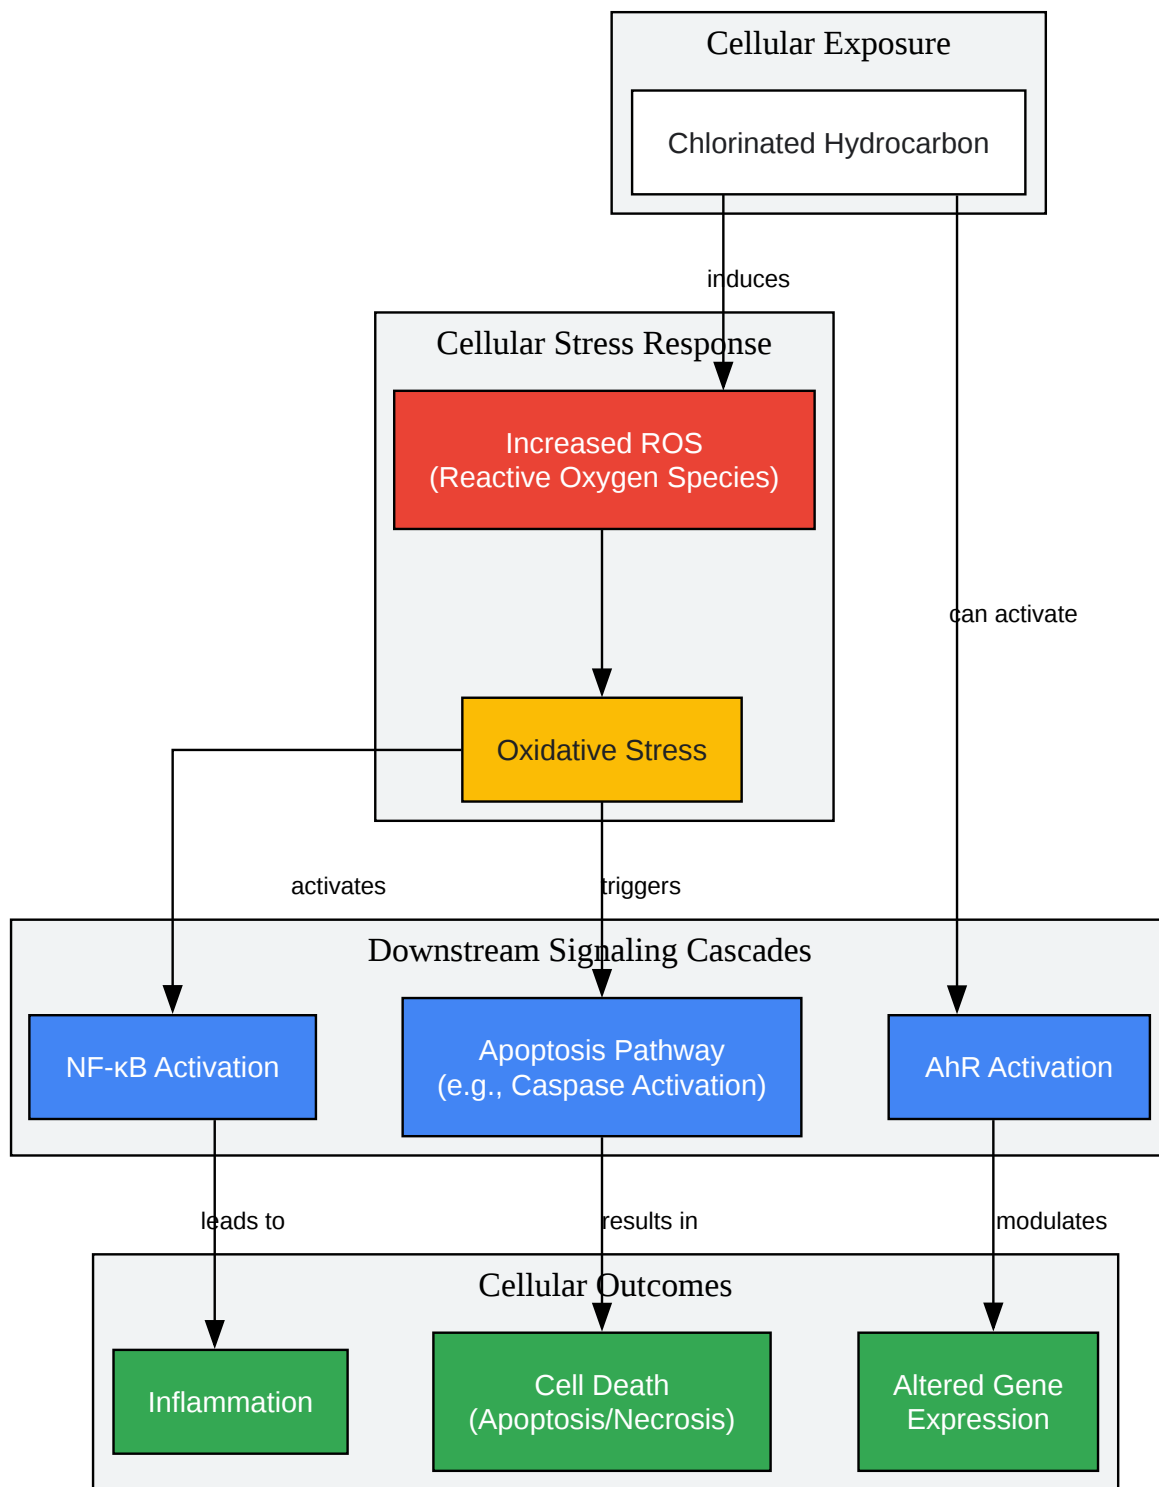 Cellular Exposure
Chlorinated Hydrocarbon
induces
Cellular Stress Response
Increased ROS
(Reactive Oxygen Species)
can activate
Oxidative Stress
activates
triggers
Downstream Signaling Cascades
NF-κB Activation
Apoptosis Pathway
(e.g., Caspase Activation)
AhR Activation
leads to
results in
modulates
Cellular Outcomes
Inflammation
Cell Death
(Apoptosis/Necrosis)
Altered Gene
Expression